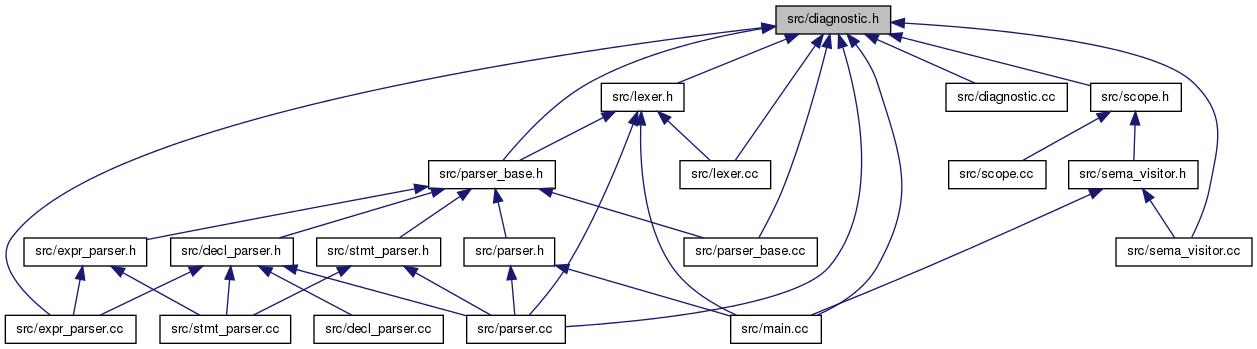 src/diagnostic.h
src/lexer.h
src/diagnostic.cc
src/scope.h
src/parser_base.h
src/lexer.cc
src/scope.cc
src/sema_visitor.h
src/expr_parser.h
src/decl_parser.h
src/stmt_parser.h
src/parser.h
src/parser_base.cc
src/sema_visitor.cc
src/expr_parser.cc
src/stmt_parser.cc
src/decl_parser.cc
src/parser.cc
src/main.cc